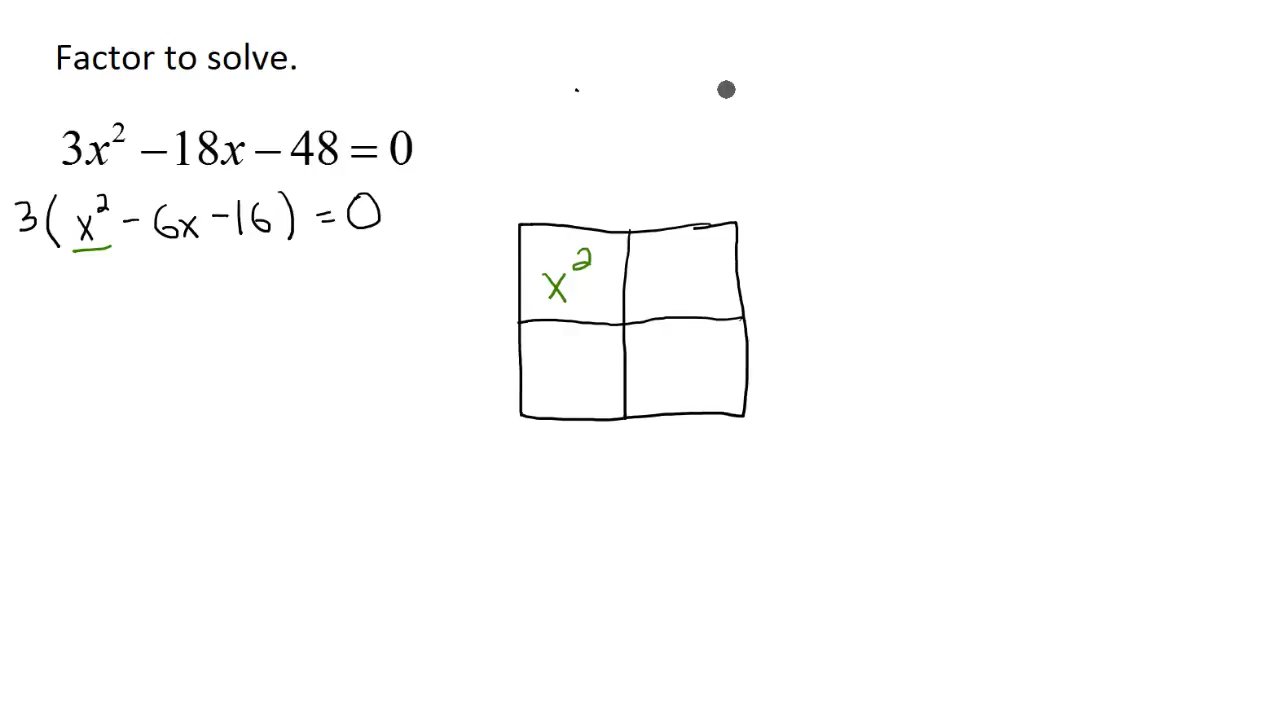 Factor to solve.
3x² − 18x − 48 = 0
3(x² - 6x - 16) = 0
x²